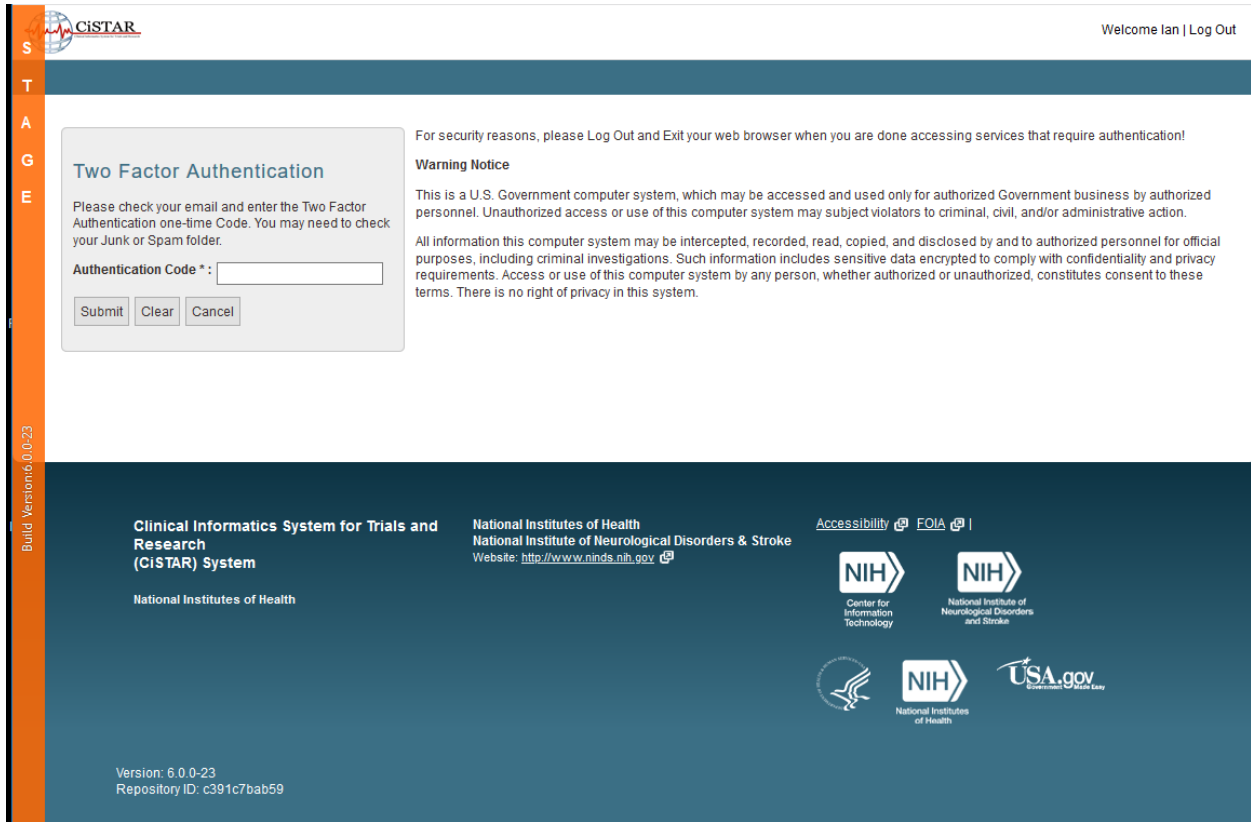 CiSTAR
Welcome Ian | Log Out
S
T
A
G
E
Build Version:6.0.0-23
Two Factor Authentication
Please check your email and enter the Two Factor
Authentication one-time Code. You may need to check
your Junk or Spam folder.
Authentication Code * :
Submit Clear Cancel
For security reasons, please Log Out and Exit your web browser when you are done accessing services that require authentication!
Warning Notice
This is a U.S. Government computer system, which may be accessed and used only for authorized Government business by authorized
personnel. Unauthorized access or use of this computer system may subject violators to criminal, civil, and/or administrative action.
All information this computer system may be intercepted, recorded, read, copied, and disclosed by and to authorized personnel for official
purposes, including criminal investigations. Such information includes sensitive data encrypted to comply with confidentiality and privacy
requirements. Access or use of this computer system by any person, whether authorized or unauthorized, constitutes consent to these
terms. There is no right of privacy in this system.
Clinical Informatics System for Trials and
Research
(CiSTAR) System
National Institutes of Health
National Institutes of Health
National Institute of Neurological Disorders & Stroke
Website: http://www.ninds.nih.gov
Accessibility FOIA |
NIH
Center for
Information
Technology
NIH
National Institute of
Neurological Disorders
and Stroke
NIH
National Institutes
of Health
USA.gov
Government Made Easy
Version: 6.0.0-23
Repository ID: c391c7bab59